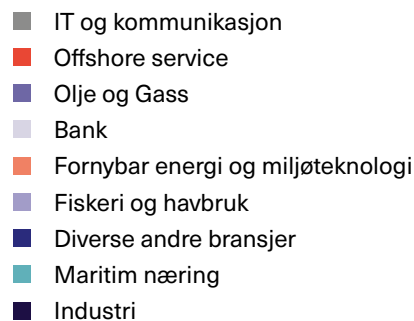 IT og kommunikasjon
Offshore service
Olje og Gass
Bank
Fornybar energi og miljøteknologi
Fiskeri og havbruk
Diverse andre bransjer
Maritim næring
Industri